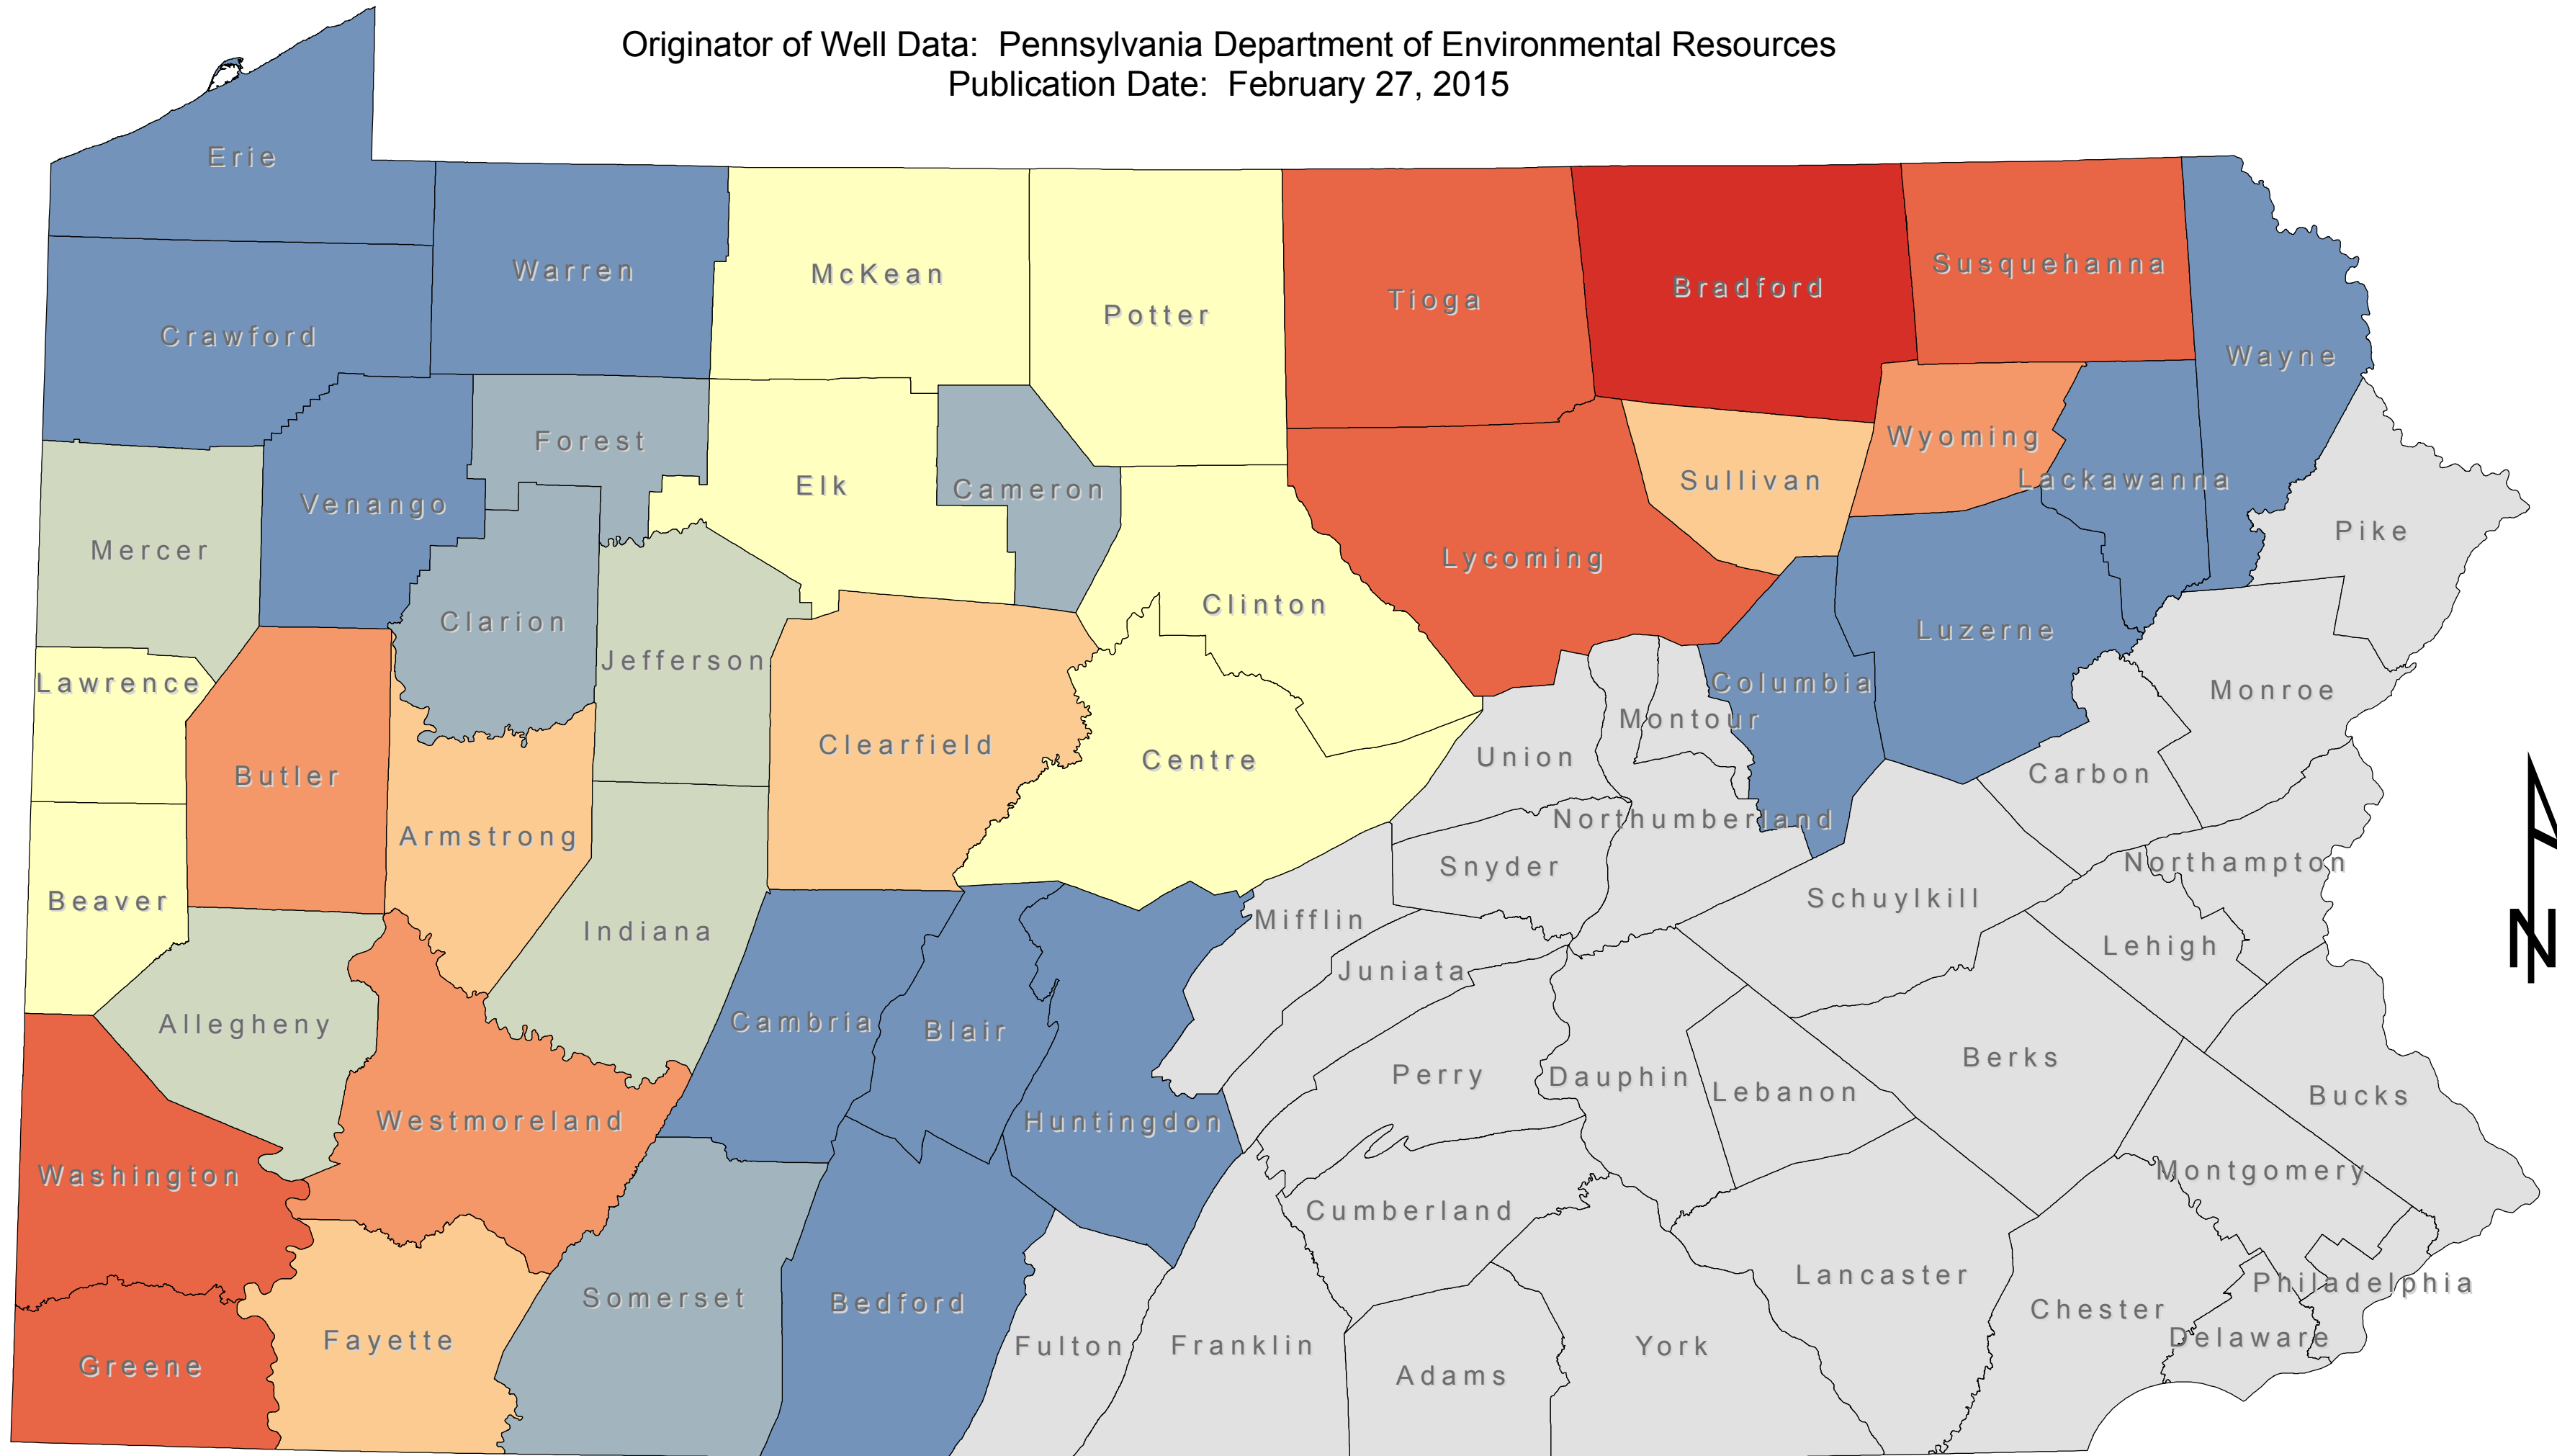 Originator of Well Data:  Pennsylvania Department of Environmental Resources
Publication Date:  February 27, 2015
Erie
Warren
McKean
Potter
Tioga
Bradford
Susquehanna
Crawford
Wayne
Forest
Wyoming
Venango
Elk
Cameron
Sullivan
Lackawanna
Mercer
Lycoming
Pike
Clarion
Clinton
Luzerne
Jefferson
Lawrence
Columbia
Monroe
Montour
Butler
Clearfield
Centre
Union
Carbon
Armstrong
Northumberland
Snyder
Northampton
Beaver
Indiana
Mifflin
Schuylkill
Lehigh
Juniata
Allegheny
Cambria
Blair
Perry
Dauphin
Lebanon
Berks
Bucks
Westmoreland
Huntingdon
Washington
Montgomery
Cumberland
Somerset
Bedford
Lancaster
Philadelphia
Fayette
Greene
Fulton
Franklin
Adams
York
Chester
Delaware
N